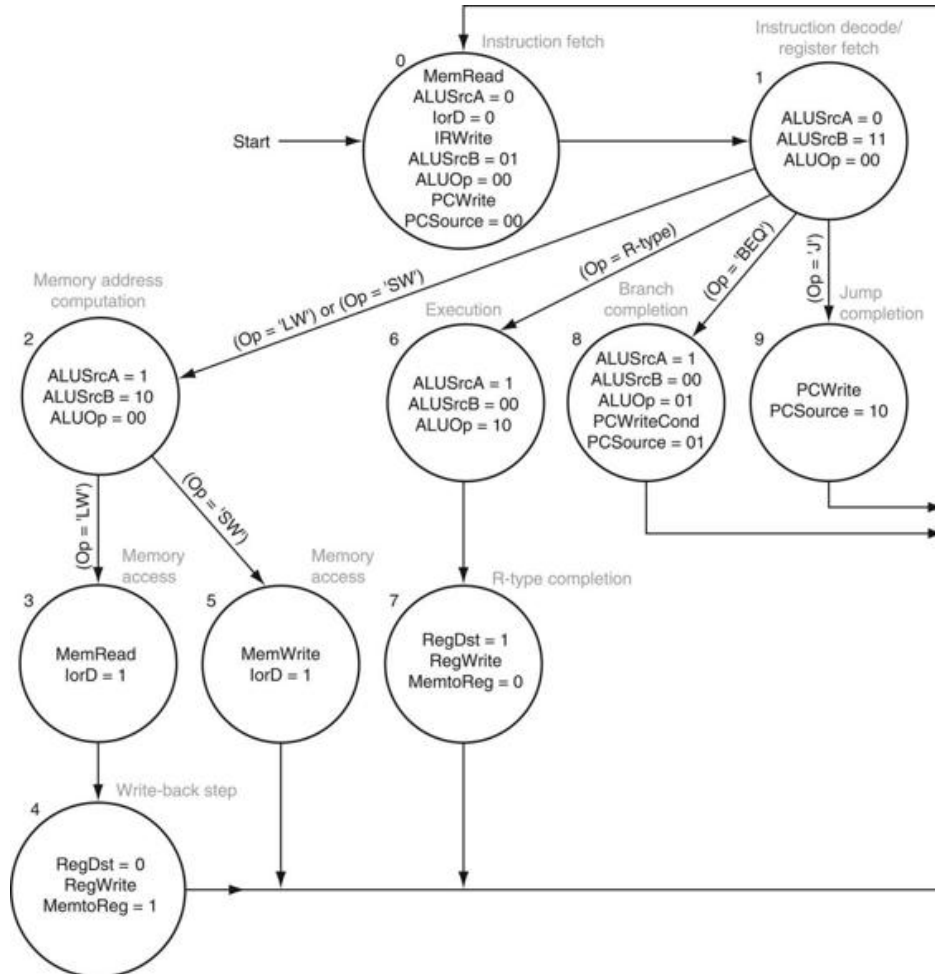 Instruction fetch
0
MemRead
ALUSrcA = 0
IorD = 0
IRWrite
ALUSrcB = 01
ALUOp = 00
PCWrite
PCSource = 00
Start
Instruction decode/
register fetch
1
ALUSrcA = 0
ALUSrcB = 11
ALUOp = 00
(Op = 'LW') or (Op = 'SW')
(Op = R-type)
(Op = 'BEQ')
(Op = 'J')
Memory address
computation
2
ALUSrcA = 1
ALUSrcB = 10
ALUOp = 00
Execution
6
ALUSrcA = 1
ALUSrcB = 00
ALUOp = 10
Branch
completion
8
ALUSrcA = 1
ALUSrcB = 00
ALUOp = 01
PCWriteCond
PCSource = 01
Jump
completion
9
PCWrite
PCSource = 10
(Op = 'LW')
(Op = 'SW')
Memory
access
3
MemRead
IorD = 1
Memory
access
5
MemWrite
IorD = 1
R-type completion
7
RegDst = 1
RegWrite
MemtoReg = 0
Write-back step
4
RegDst = 0
RegWrite
MemtoReg = 1